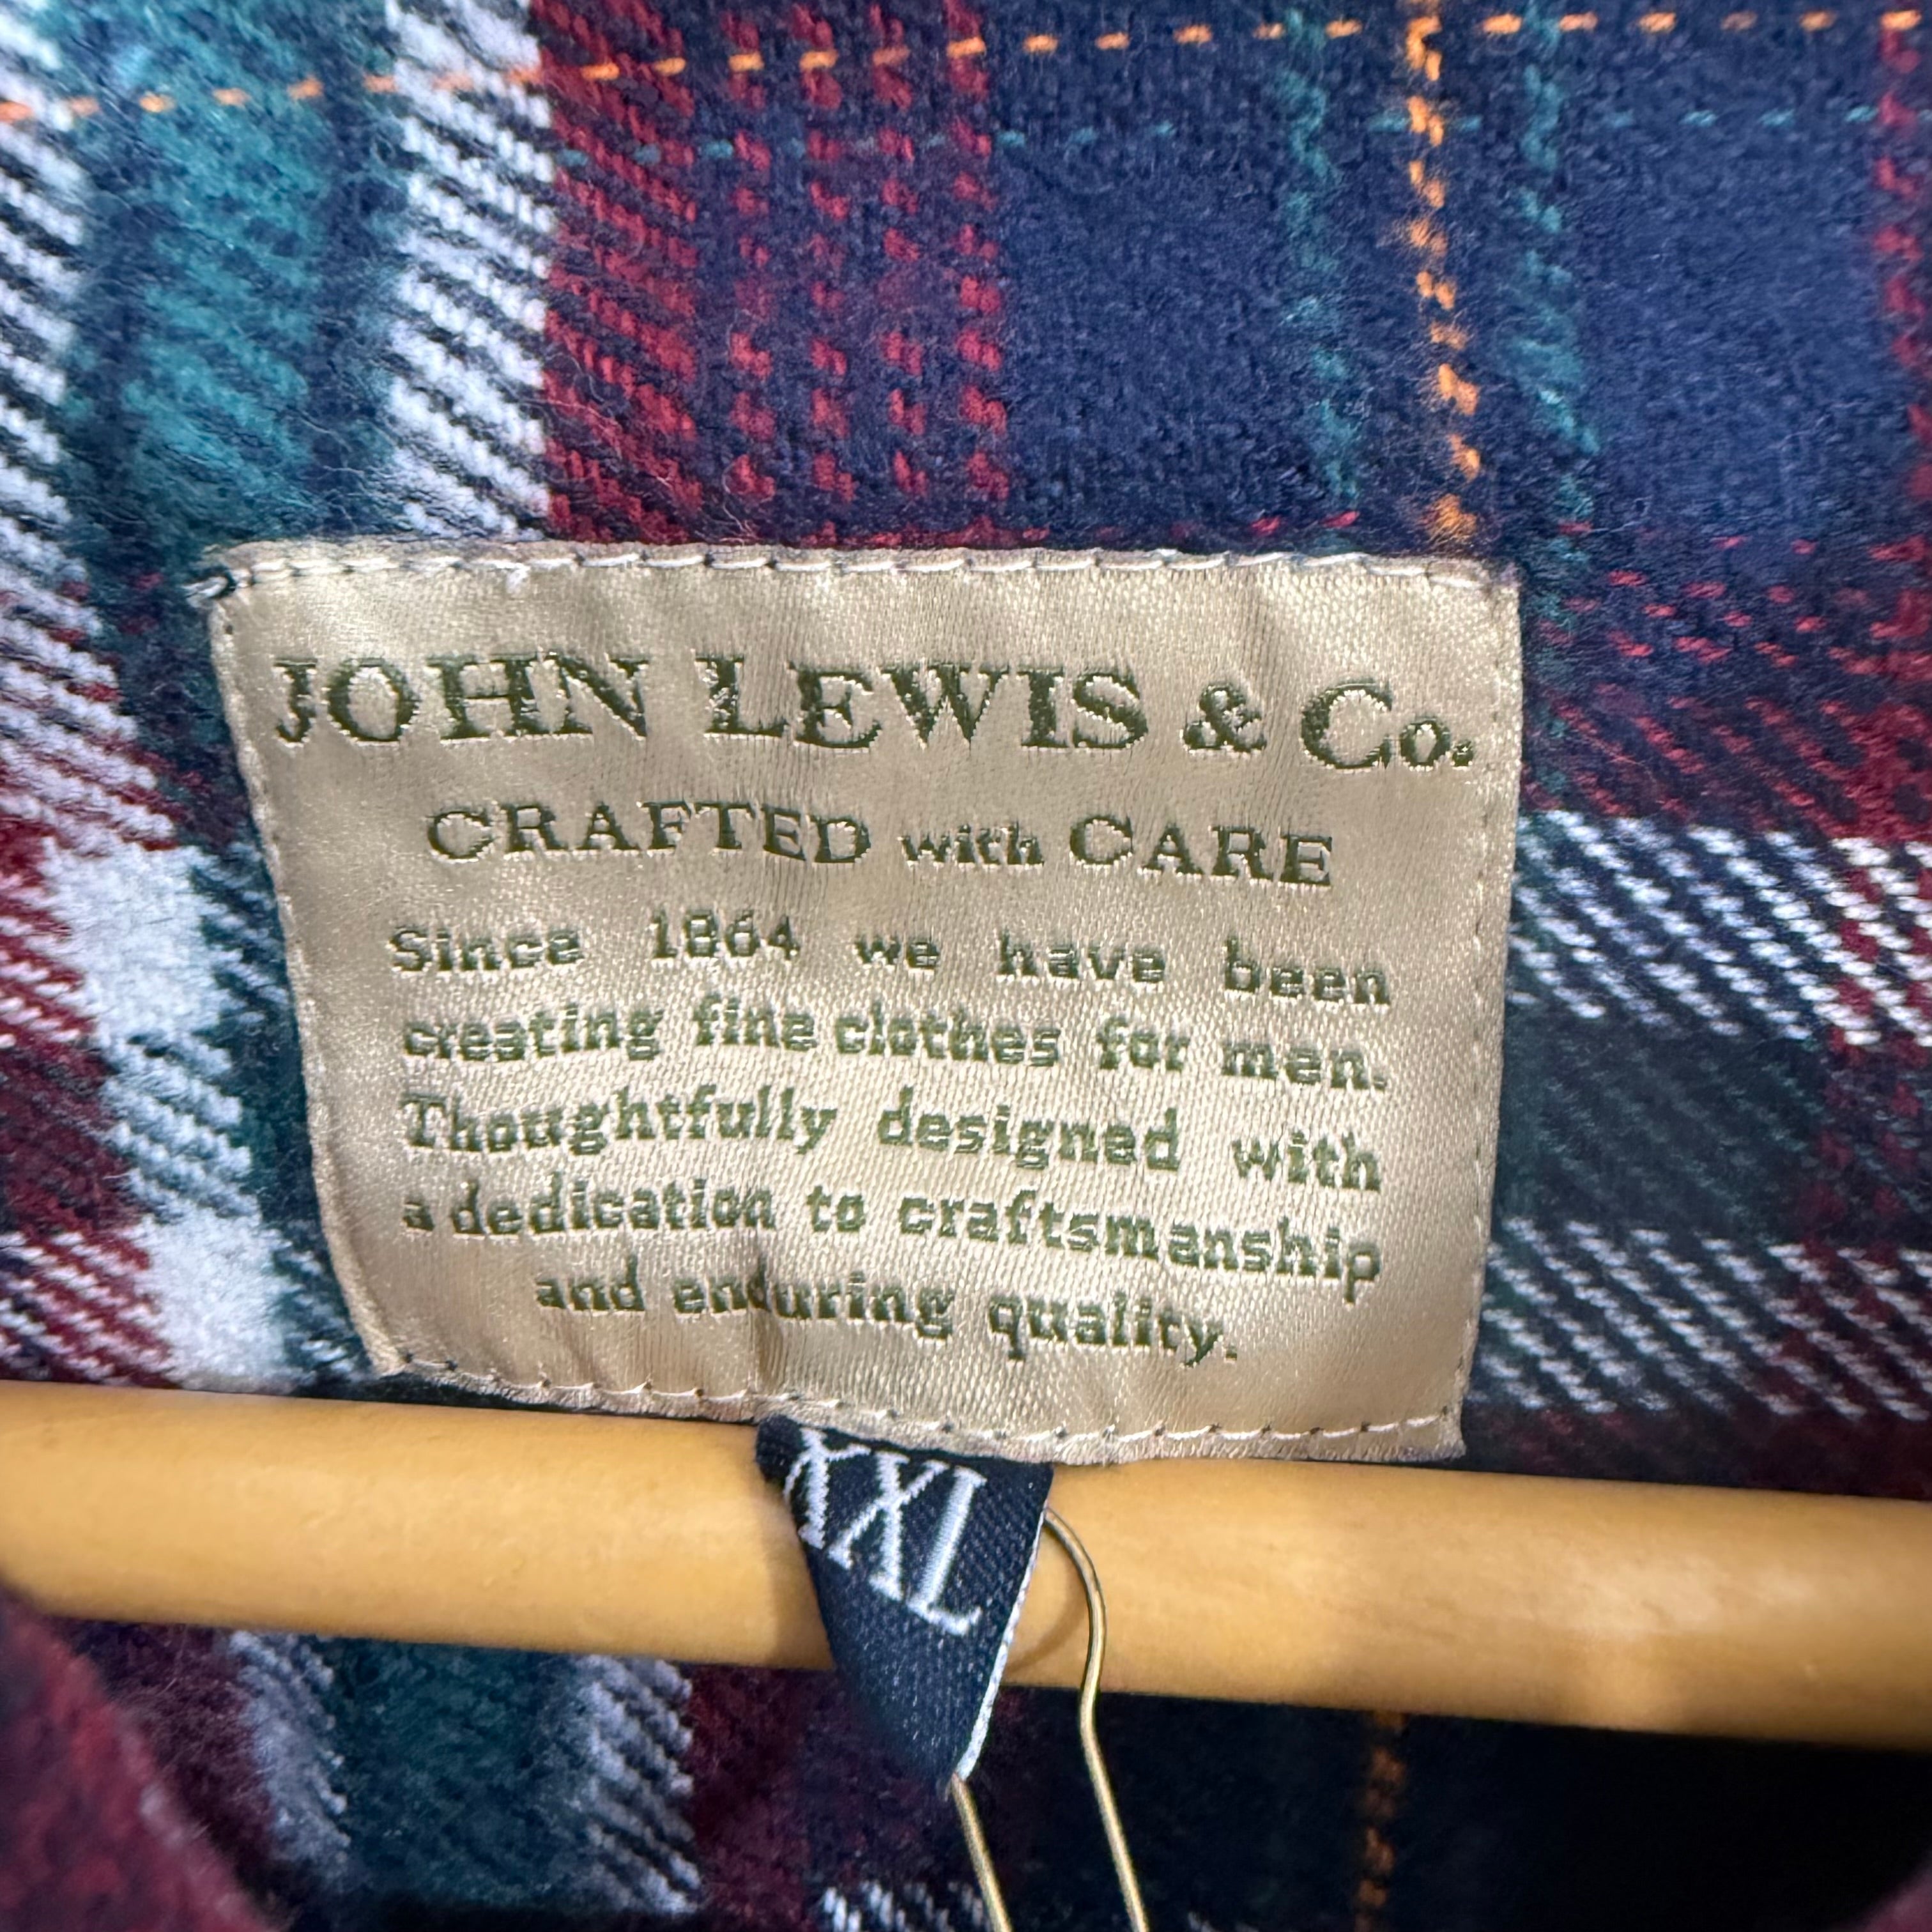 JOHN LEWIS & Co.
CRAFTED with CARE
Since 1864 we have been
creating fine clothes for men.
Thoughtfully designed with
a dedication to craftsmanship
and enduring quality.
XXL